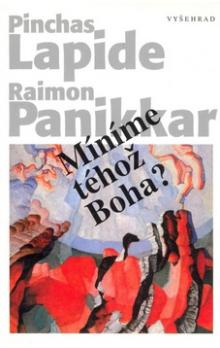 Pinchas
VYŠEHRAD
Lapide
Raimon
Panikkar
Míníme
téhož
Boha?